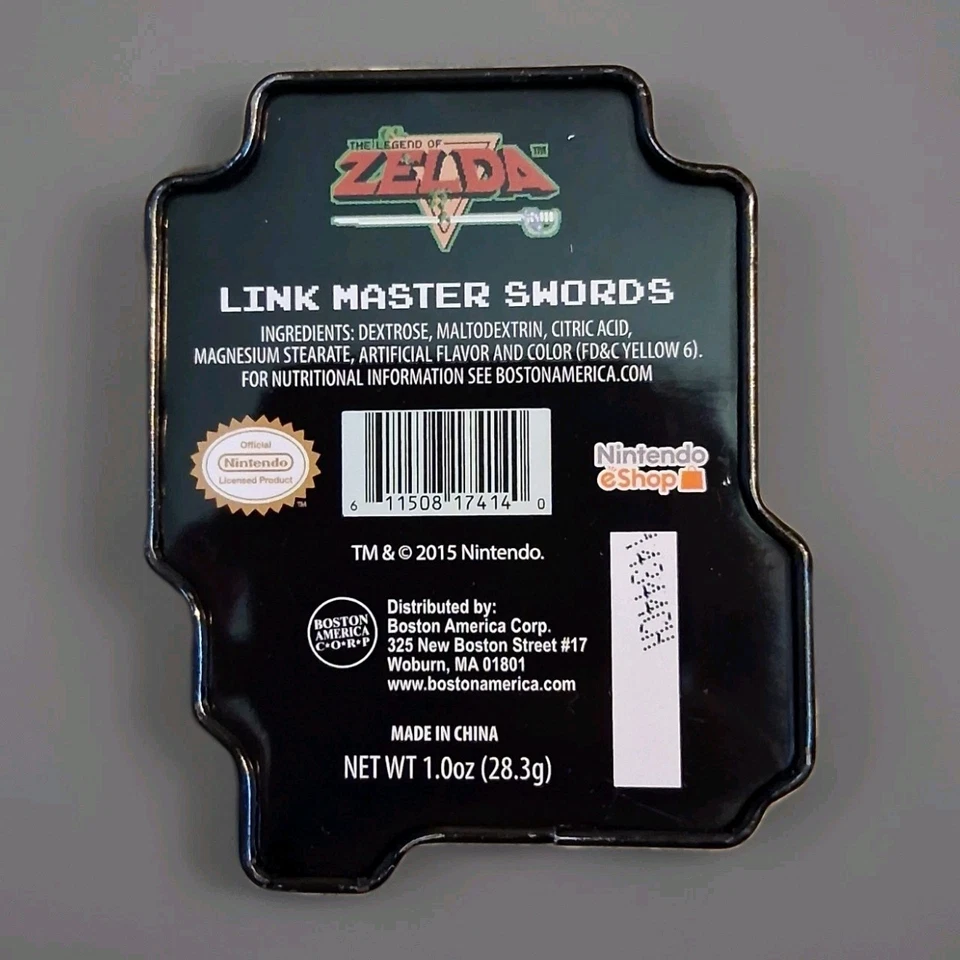 THE LEGEND OF
ZELDA™
LINK MASTER SWORDS
INGREDIENTS: DEXTROSE, MALTODEXTRIN, CITRIC ACID,
MAGNESIUM STEARATE, ARTIFICIAL FLAVOR AND COLOR (FD&C YELLOW 6).
FOR NUTRITIONAL INFORMATION SEE BOSTONAMERICA.COM
Official
Nintendo
Licensed Product
™
6 11508 17414 0
Nintendo
eShop
TM & © 2015 Nintendo.
BOSTON
AMERICA
C•O•R•P
Distributed by:
Boston America Corp.
325 New Boston Street #17
Woburn, MA 01801
www.bostonamerica.com
MADE IN CHINA
NET WT 1.0oz (28.3g)